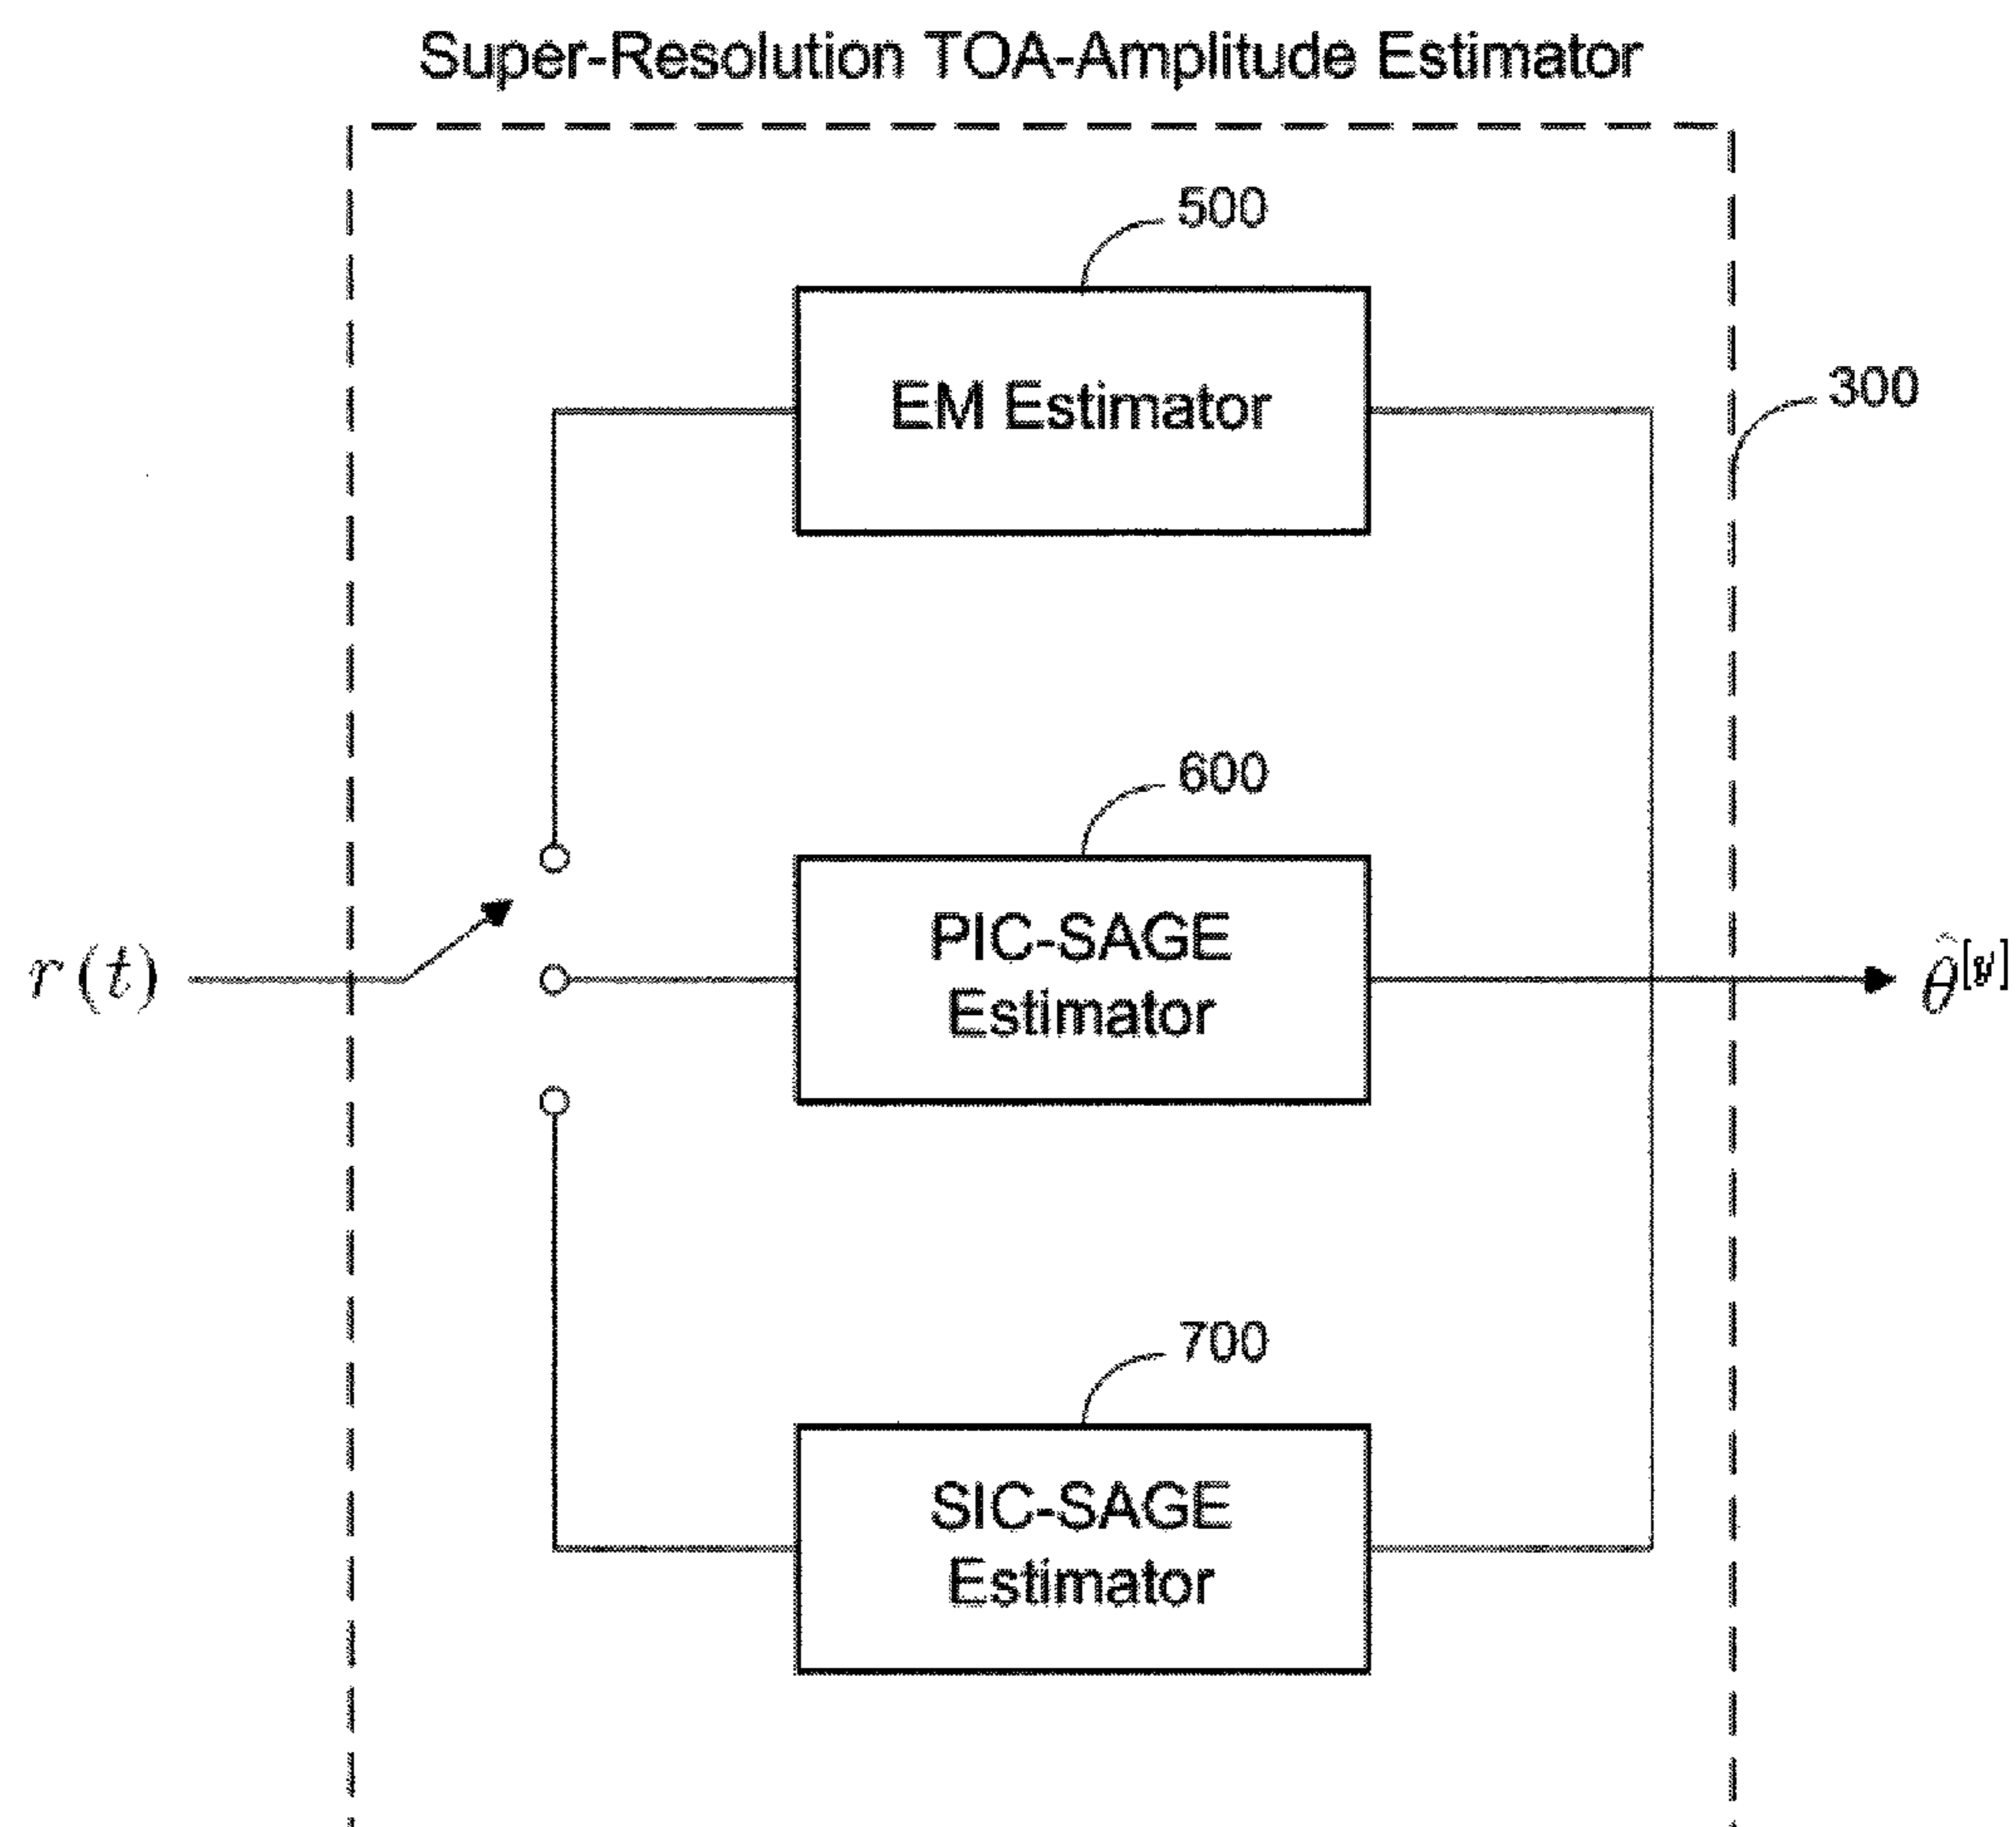 Super-Resolution TOA-Amplitude Estimator
500
EM Estimator
300
600
PIC-SAGE
Estimator
r(t)
700
SIC-SAGE
Estimator